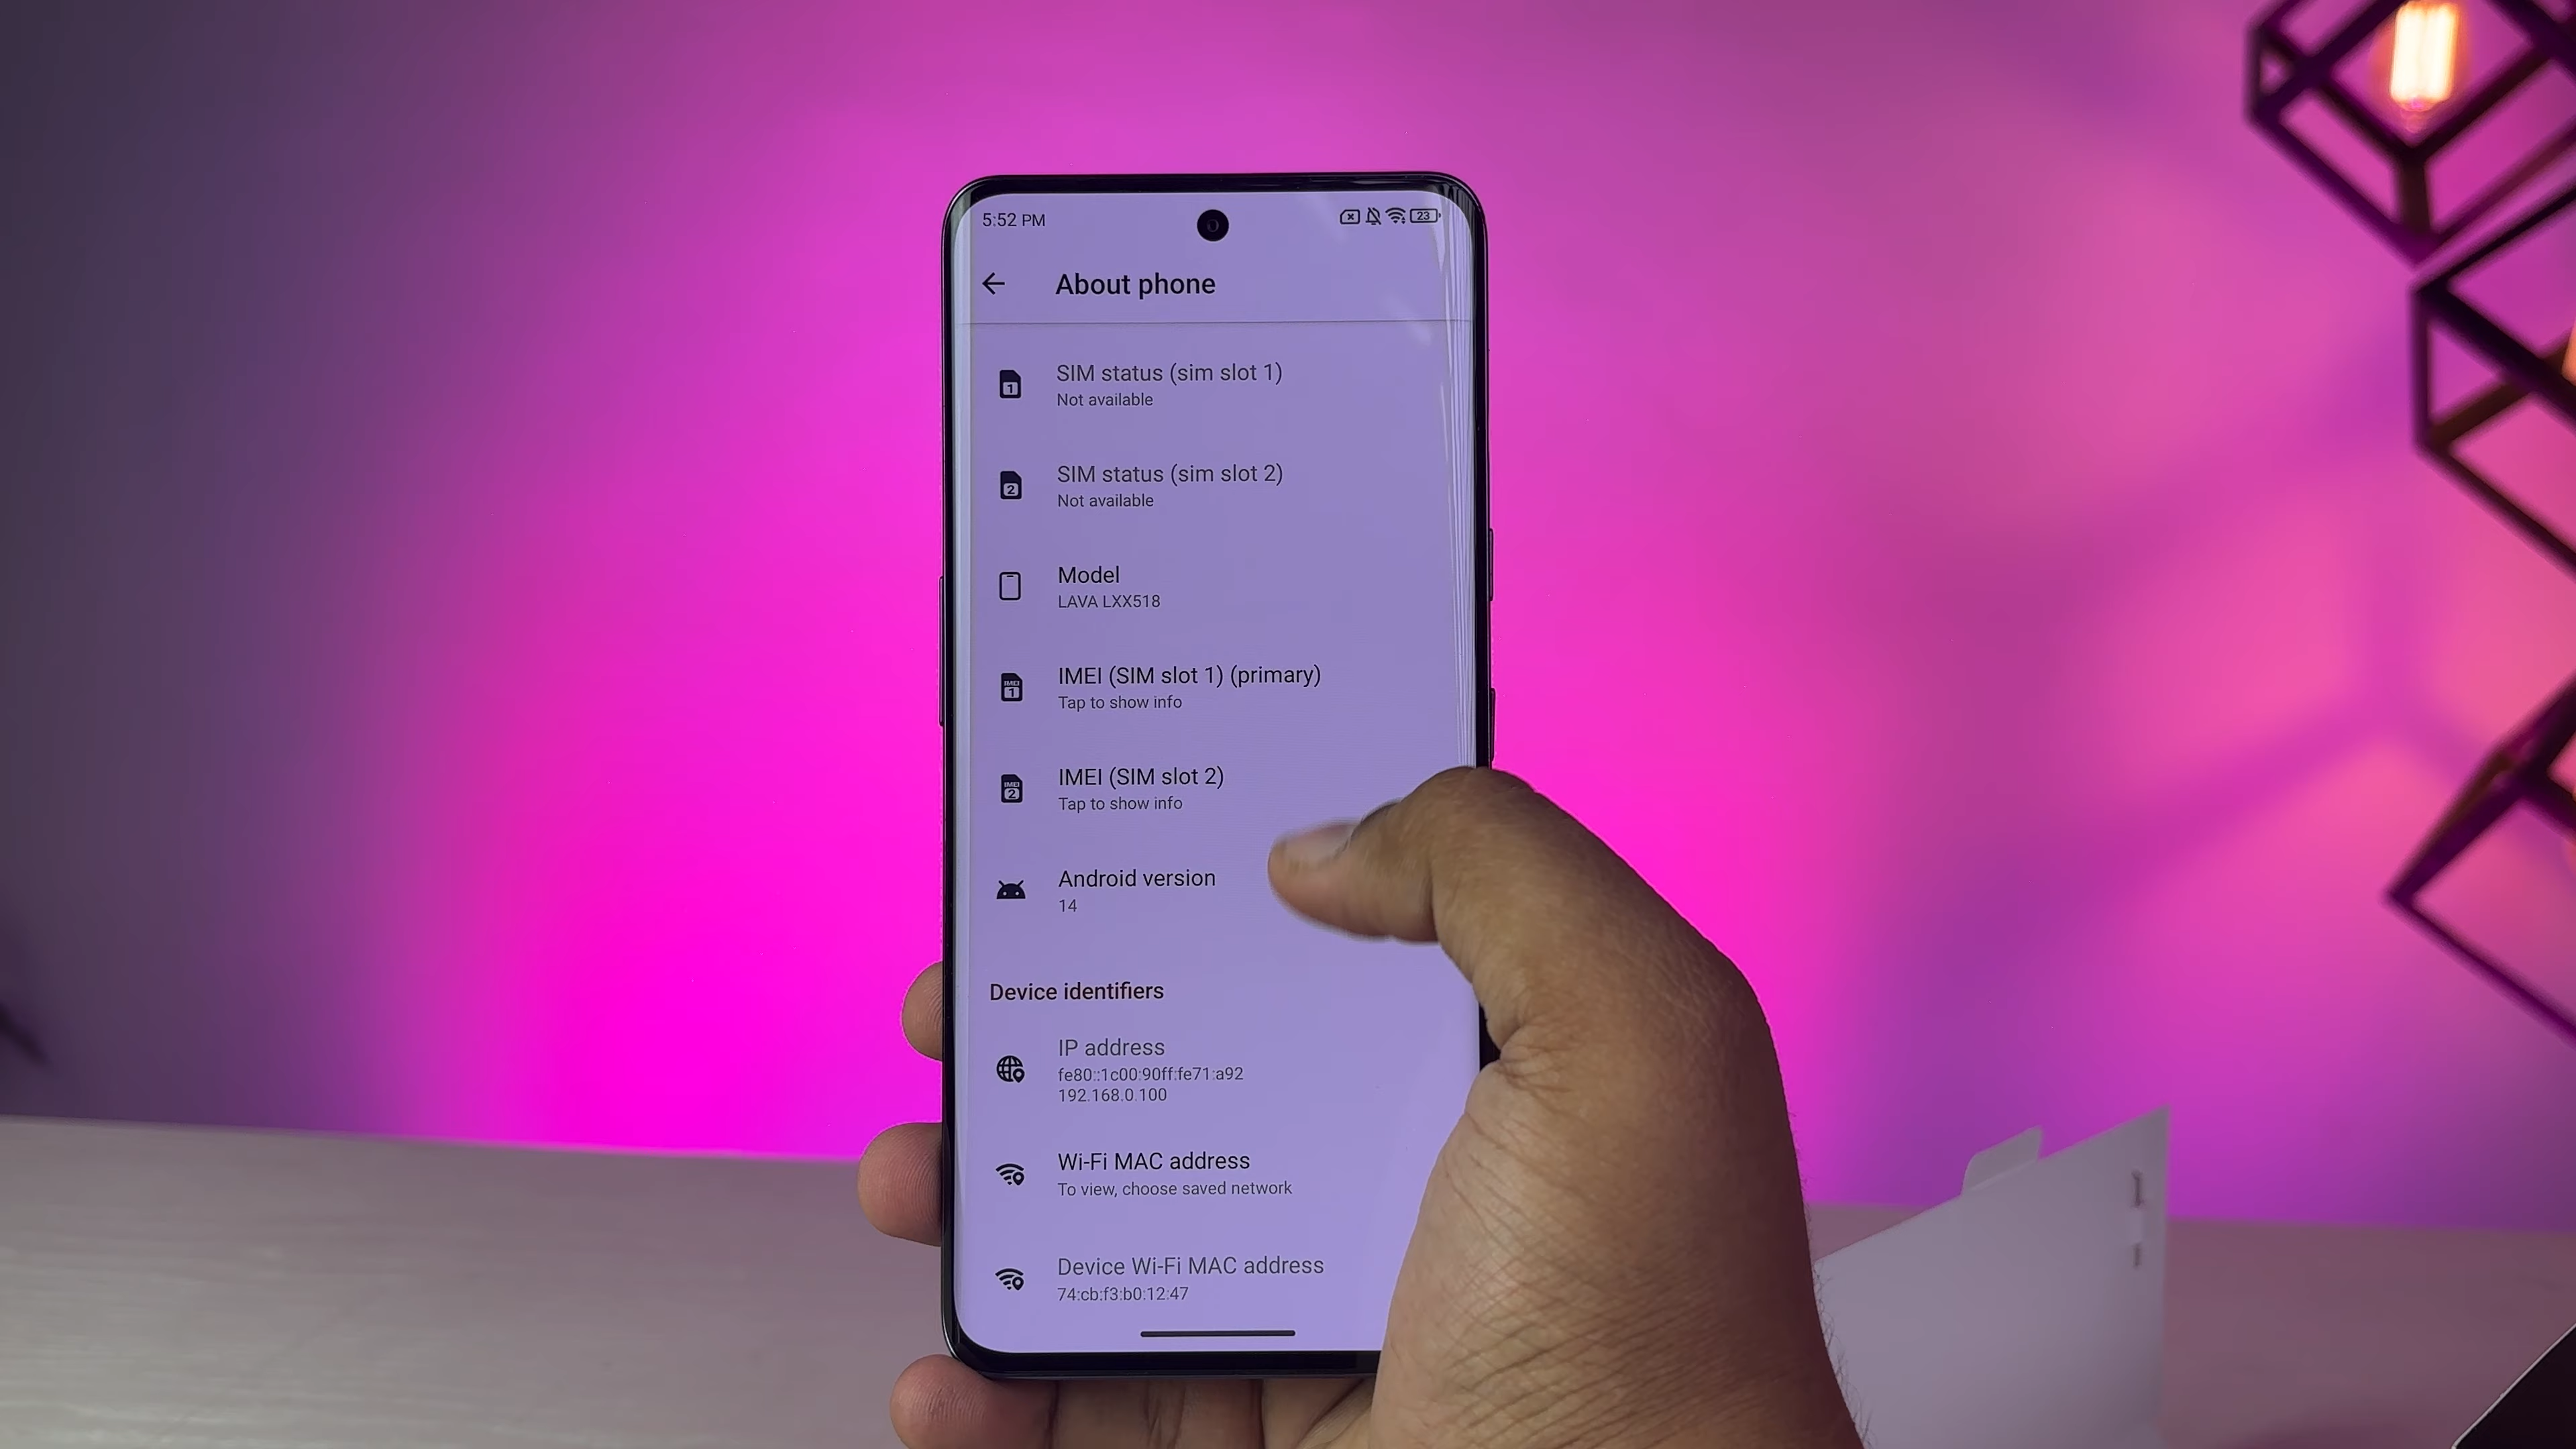 5:52 PM
23
About phone
SIM status (sim slot 1)
Not available
SIM status (sim slot 2)
Not available
Model
LAVA LXX518
IMEI (SIM slot 1) (primary)
Tap to show info
IMEI (SIM slot 2)
Tap to show info
Android version
14
Device identifiers
IP address
fe80::1c00:90ff:fe71:a92
192.168.0.100
Wi-Fi MAC address
To view, choose saved network
Device Wi-Fi MAC address
74:cb:f3:b0:12:47